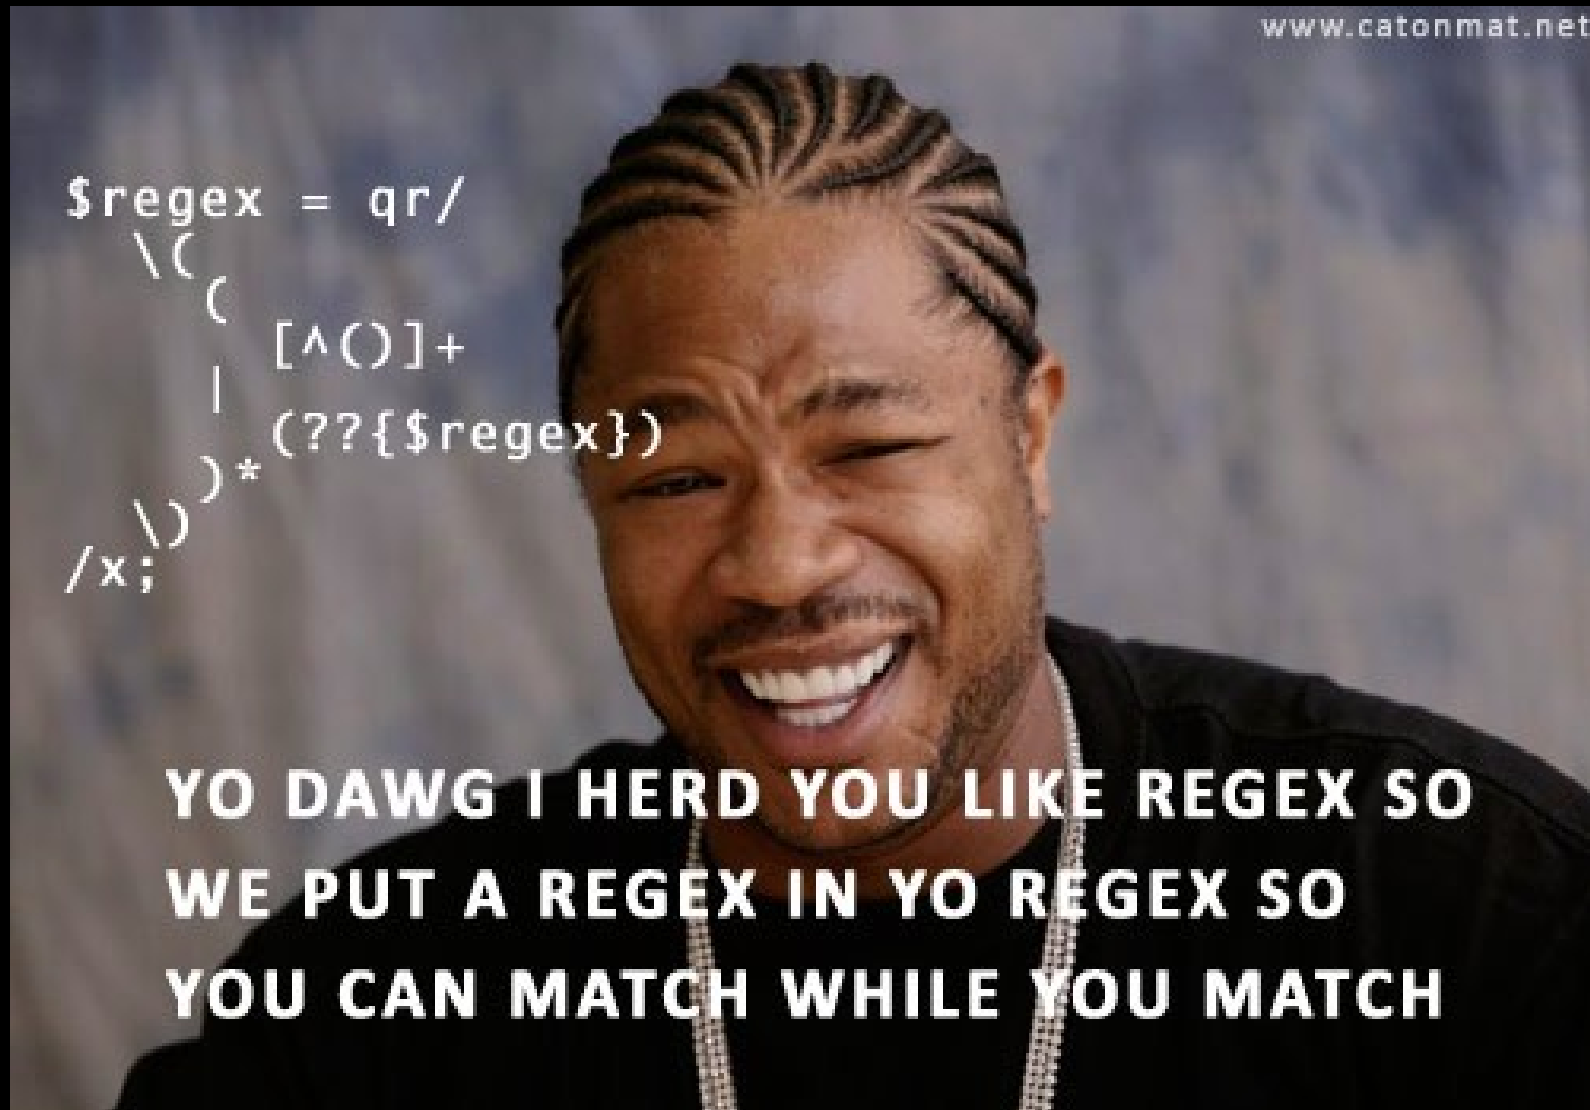 www.catonmat.net
$regex = qr/
\(
(
[^()]+
|
(??{$regex})
)*
\)
/x;
YO DAWG I HERD YOU LIKE REGEX SO
WE PUT A REGEX IN YO REGEX SO
YOU CAN MATCH WHILE YOU MATCH